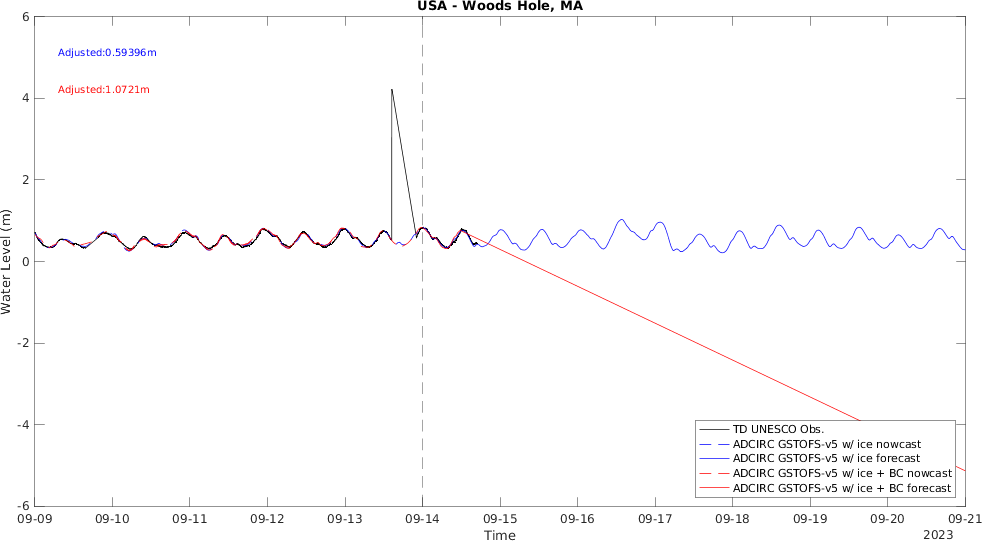 USA - Woods Hole, MA
Adjusted:0.59396m
Adjusted:1.0721m
Water Level (m)
6
4
2
0
-2
-4
-6
TD UNESCO Obs.
ADCIRC GSTOFS-v5 w/ ice nowcast
ADCIRC GSTOFS-v5 w/ ice forecast
ADCIRC GSTOFS-v5 w/ ice + BC nowcast
ADCIRC GSTOFS-v5 w/ ice + BC forecast
09-09 09-10 09-11 09-12 09-13 09-14 09-15 09-16 09-17 09-18 09-19 09-20 09-21
Time
2023